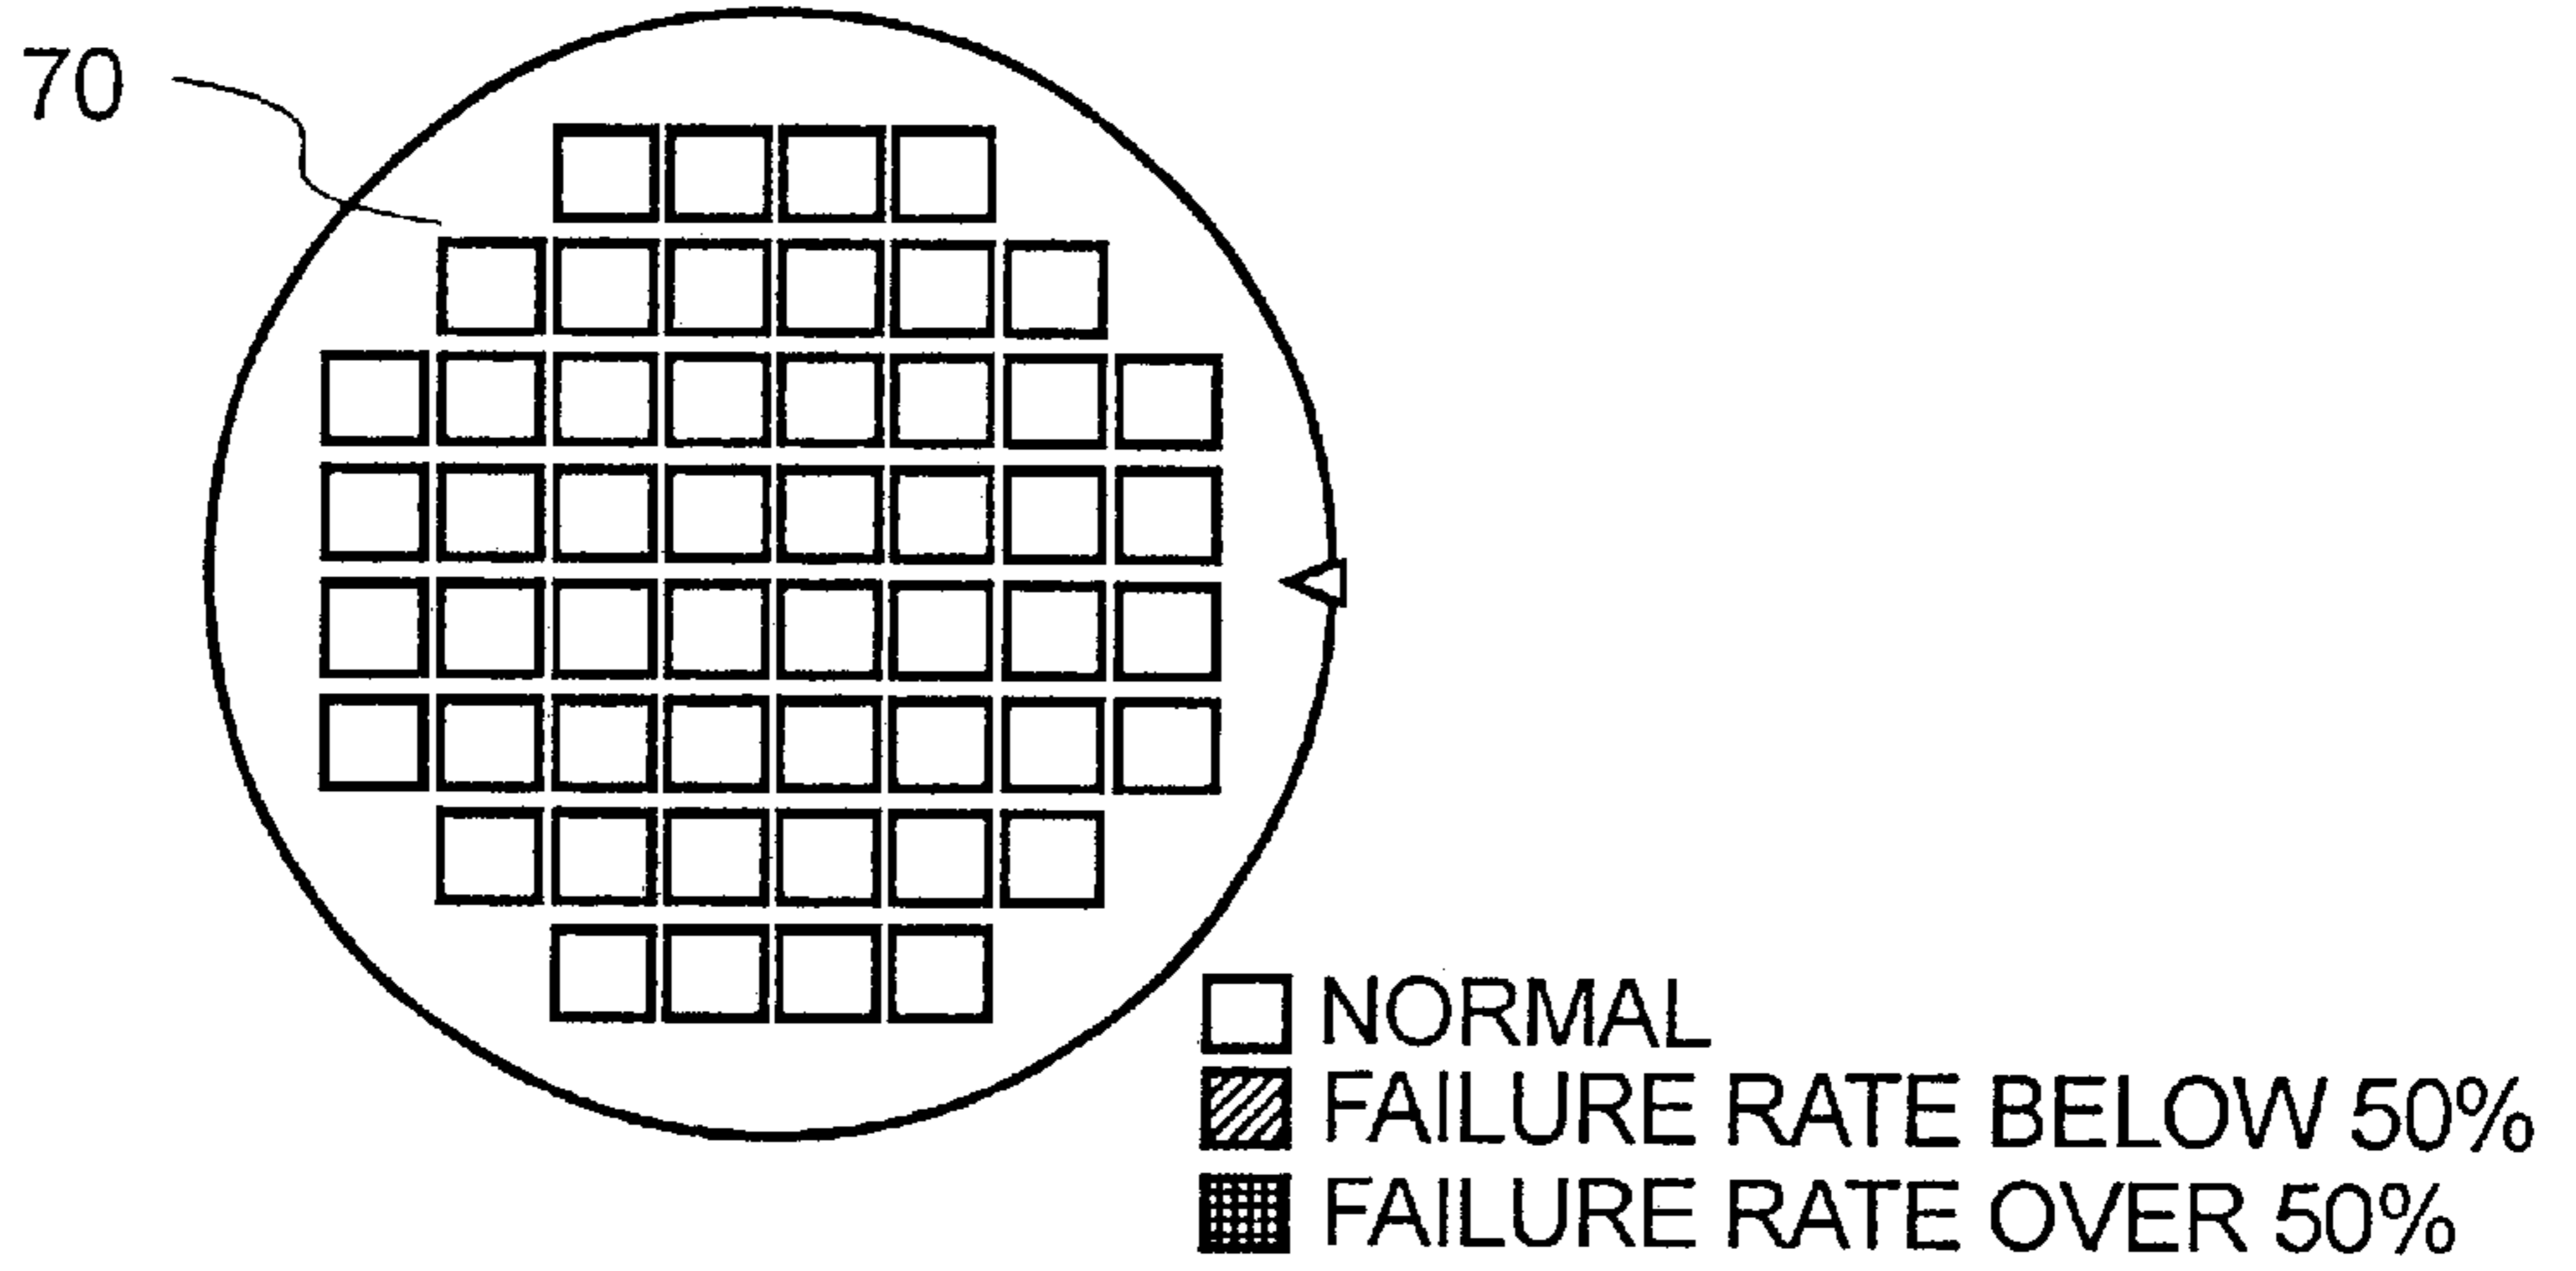 70
NORMAL
FAILURE RATE BELOW 50%
FAILURE RATE OVER 50%